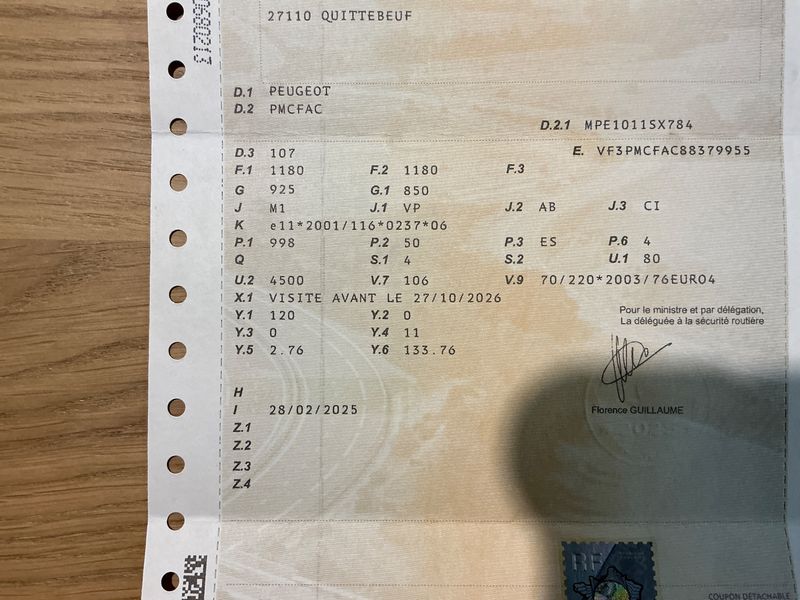 27110 QUITTEBEUF
D.1 PEUGEOT
D.2 PMCFAC
D.2.1 MPE1011SX784
D.3 107 E. VF3PMCFAC88379955
F.1 1180 F.2 1180 F.3
G 925 G.1 850
J M1 J.1 VP J.2 AB J.3 CI
K e11*2001/116*0237*06
P.1 998 P.2 50 P.3 ES P.6 4
Q S.1 4 S.2 U.1 80
U.2 4500 V.7 106 V.9 70/220*2003/76EURO4
X.1 VISITE AVANT LE 27/10/2026
Y.1 120 Y.2 0
Y.3 0 Y.4 11
Y.5 2.76 Y.6 133.76
Pour le ministre et par délégation,
La déléguée à la sécurité routière
Florence GUILLAUME
H
I 28/02/2025
Z.1
Z.2
Z.3
Z.4
RF
COUPON DÉTACHABLE